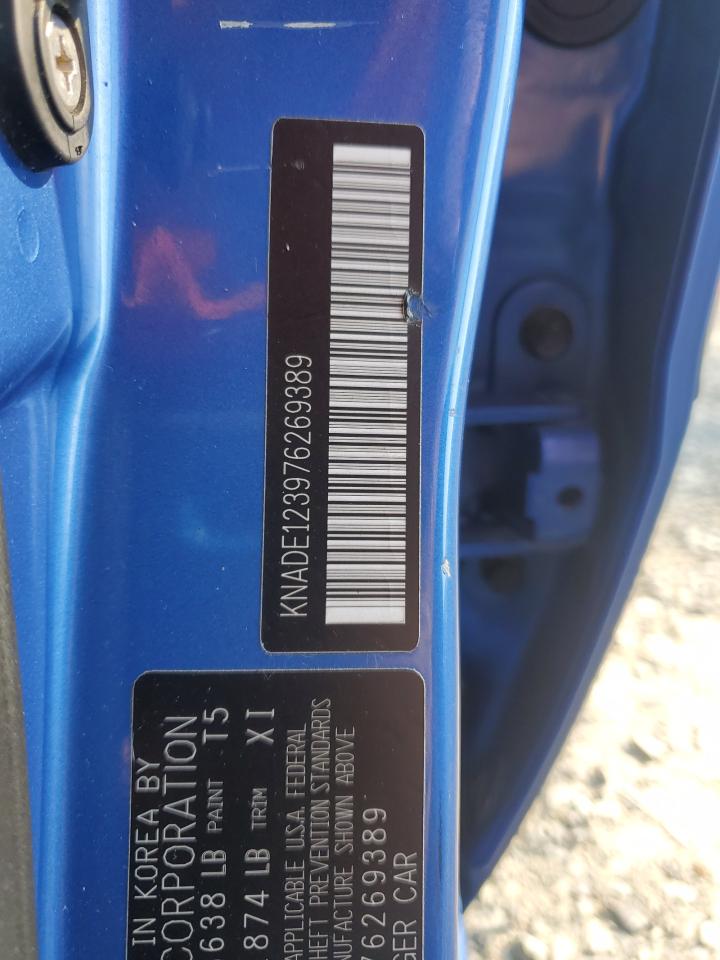 KNADE123976269389
IN KOREA BY
CORPORATION
638 LB PAINT T5
874 LB TRIM XI
APPLICABLE U.S.A. FEDERAL
HEFT PREVENTION STANDARDS
NUFACTURE SHOWN ABOVE
76269389
GER CAR